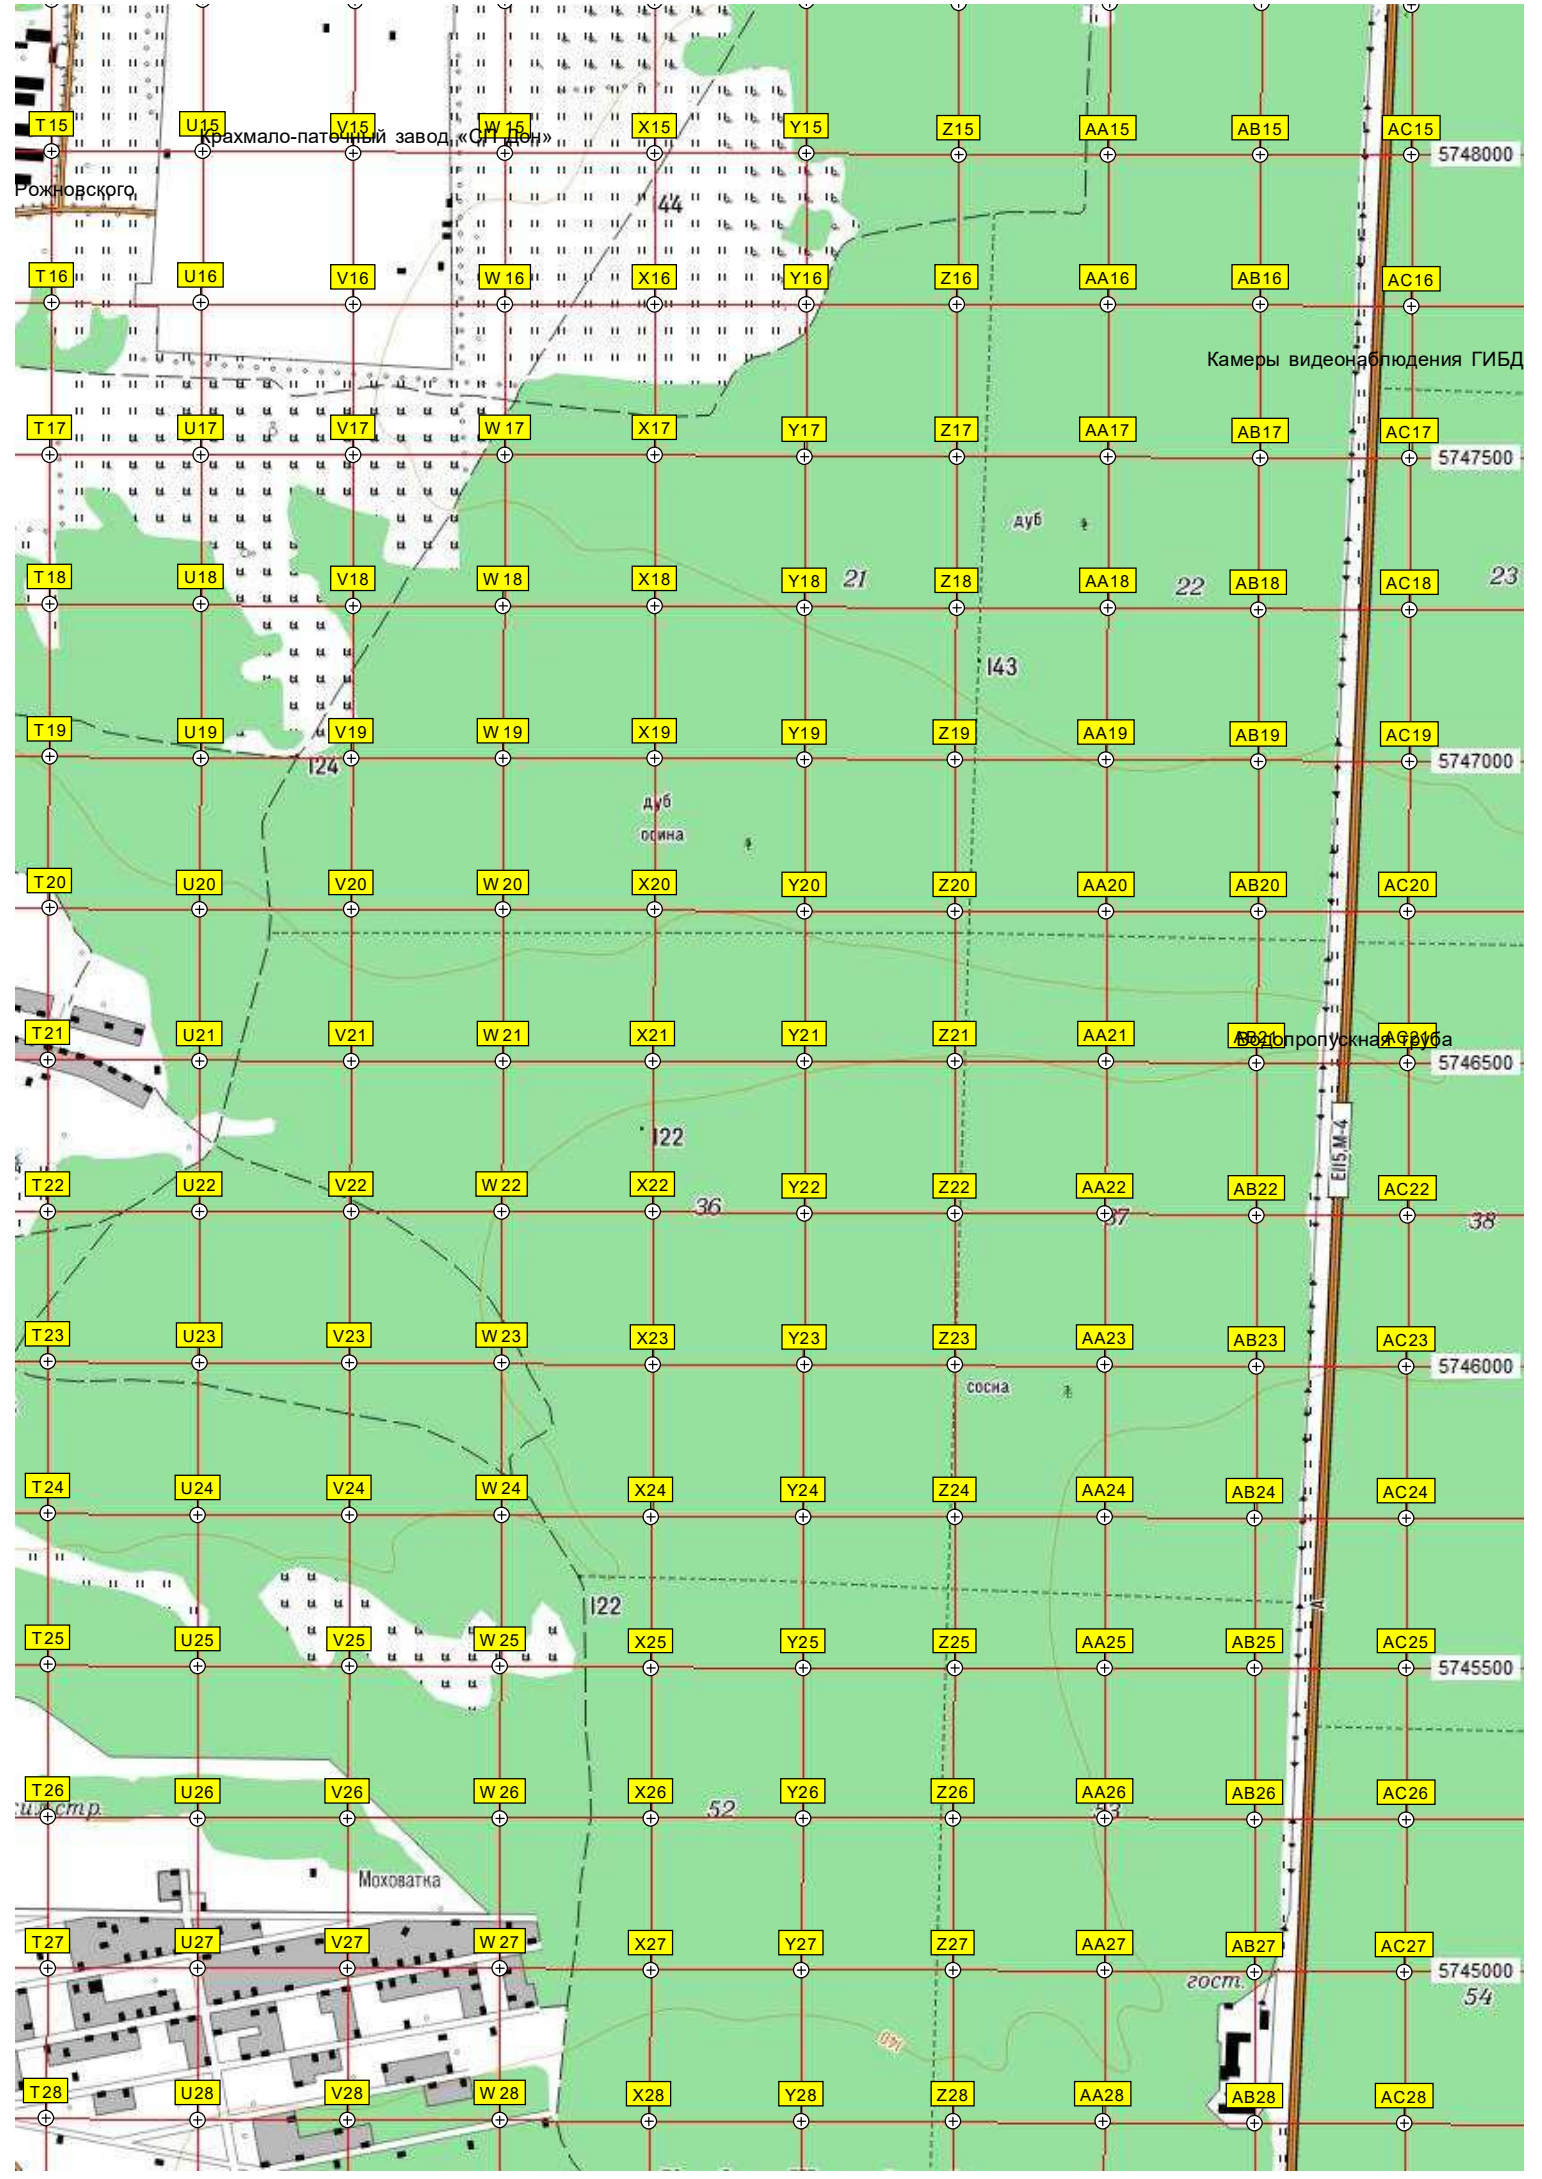 T15 U15 V15 W15 X15 Y15 Z15 AA15 AB15 AC15
Крахмало-паточный завод «СП Дон»
5748000
Рожновского
44
T16 U16 V16 W16 X16 Y16 Z16 AA16 AB16 AC16
Камеры видеонаблюдения ГИБД
T17 U17 V17 W17 X17 Y17 Z17 AA17 AB17 AC17
5747500
дуб
T18 U18 V18 W18 X18 Y18 21 Z18 AA18 22 AB18 AC18 23
143
T19 U19 V19 W19 X19 Y19 Z19 AA19 AB19 AC19
124
5747000
дуб
осина
T20 U20 V20 W20 X20 Y20 Z20 AA20 AB20 AC20
T21 U21 V21 W21 X21 Y21 Z21 AA21 AB21 AC21
Водопропускная труба
5746500
122
E115,M-4
T22 U22 V22 W22 X22 Y22 Z22 AA22 AB22 AC22
36 37 38
T23 U23 V23 W23 X23 Y23 Z23 AA23 AB23 AC23
5746000
сосна
T24 U24 V24 W24 X24 Y24 Z24 AA24 AB24 AC24
122
T25 U25 V25 W25 X25 Y25 Z25 AA25 AB25 AC25
5745500
T26 U26 V26 W26 X26 Y26 Z26 AA26 AB26 AC26
стр.
52 53
Моховатка
T27 U27 V27 W27 X27 Y27 Z27 AA27 AB27 AC27
5745000
гост.
54
140
T28 U28 V28 W28 X28 Y28 Z28 AA28 AB28 AC28